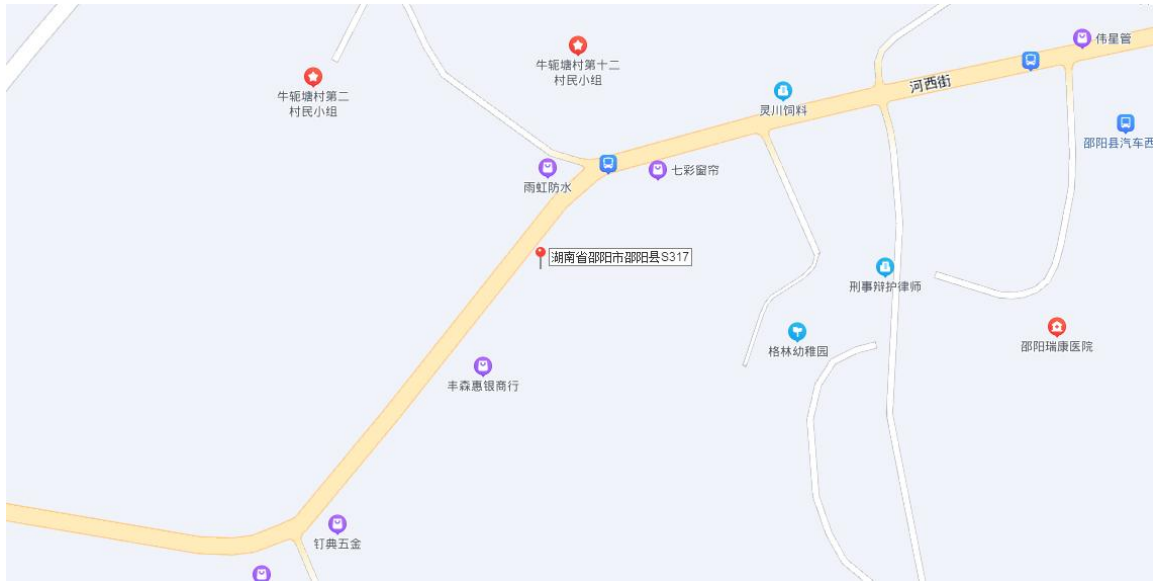 伟星管
牛轭塘村第十二
村民小组
河西街
牛轭塘村第二
村民小组
灵川饲料
邵阳县汽车西
七彩窗帘
雨虹防水
湖南省邵阳市邵阳县S317
刑事辩护律师
格林幼稚园
邵阳瑞康医院
丰森惠银商行
钉典五金